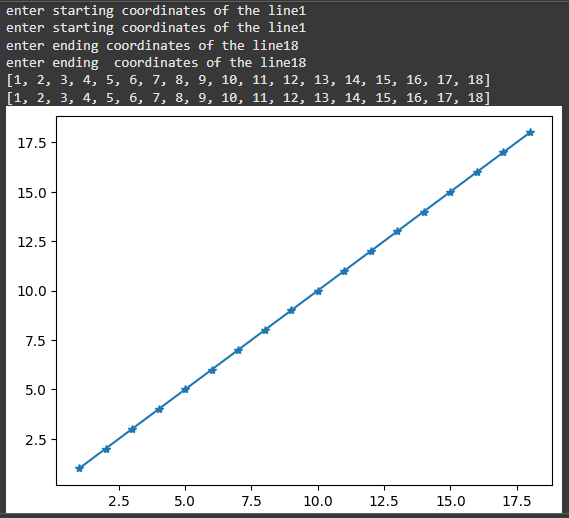 enter starting coordinates of the line1
enter starting coordinates of the line1
enter ending coordinates of the line18
enter ending  coordinates of the line18
[1, 2, 3, 4, 5, 6, 7, 8, 9, 10, 11, 12, 13, 14, 15, 16, 17, 18]
[1, 2, 3, 4, 5, 6, 7, 8, 9, 10, 11, 12, 13, 14, 15, 16, 17, 18]
17.5
15.0
12.5
10.0
7.5
5.0
2.5
2.5 5.0 7.5 10.0 12.5 15.0 17.5